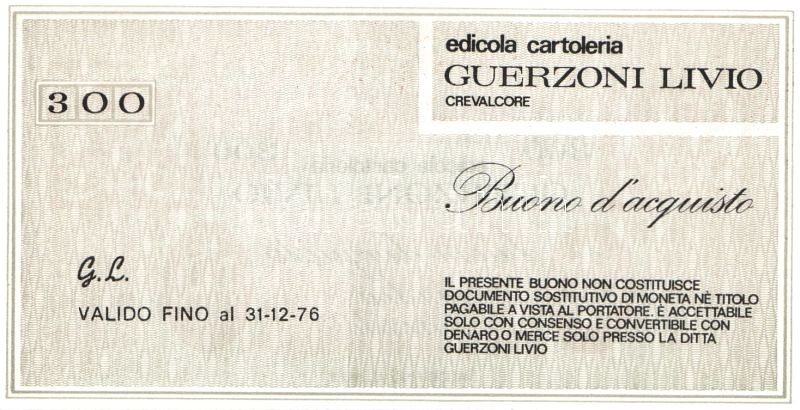 edicola cartoleria
GUERZONI LIVIO
CREVALCORE
300
Buono d'acquisto
G.L.
VALIDO FINO al 31-12-76
IL PRESENTE BUONO NON COSTITUISCE
DOCUMENTO SOSTITUTIVO DI MONETA NÈ TITOLO
PAGABILE A VISTA AL PORTATORE. È ACCETTABILE
SOLO CON CONSENSO E CONVERTIBILE CON
DENARO O MERCE SOLO PRESSO LA DITTA
GUERZONI LIVIO